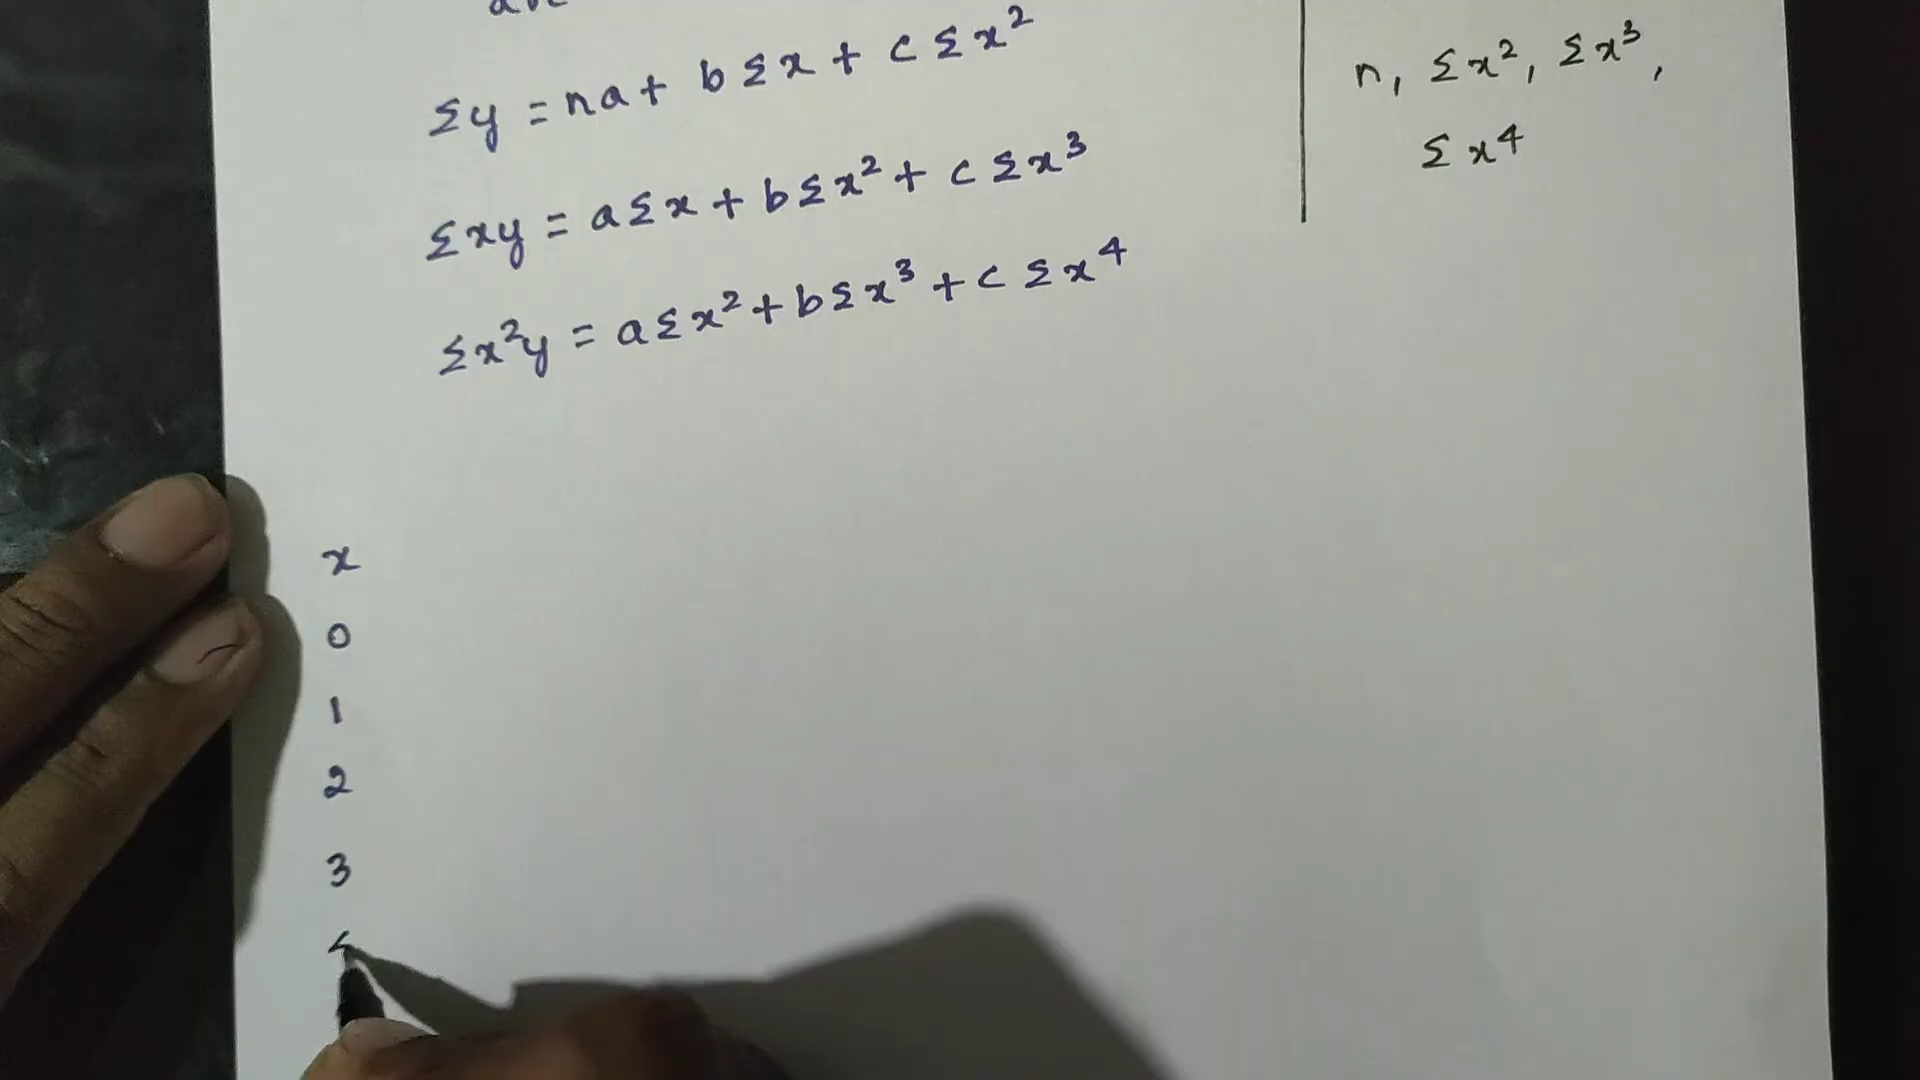 Σy = na + bΣx + cΣx²
Σxy = aΣx + bΣx² + cΣx³
Σx²y = aΣx² + bΣx³ + cΣx⁴
n, Σx², Σx³,
Σx⁴
x
0
1
2
3